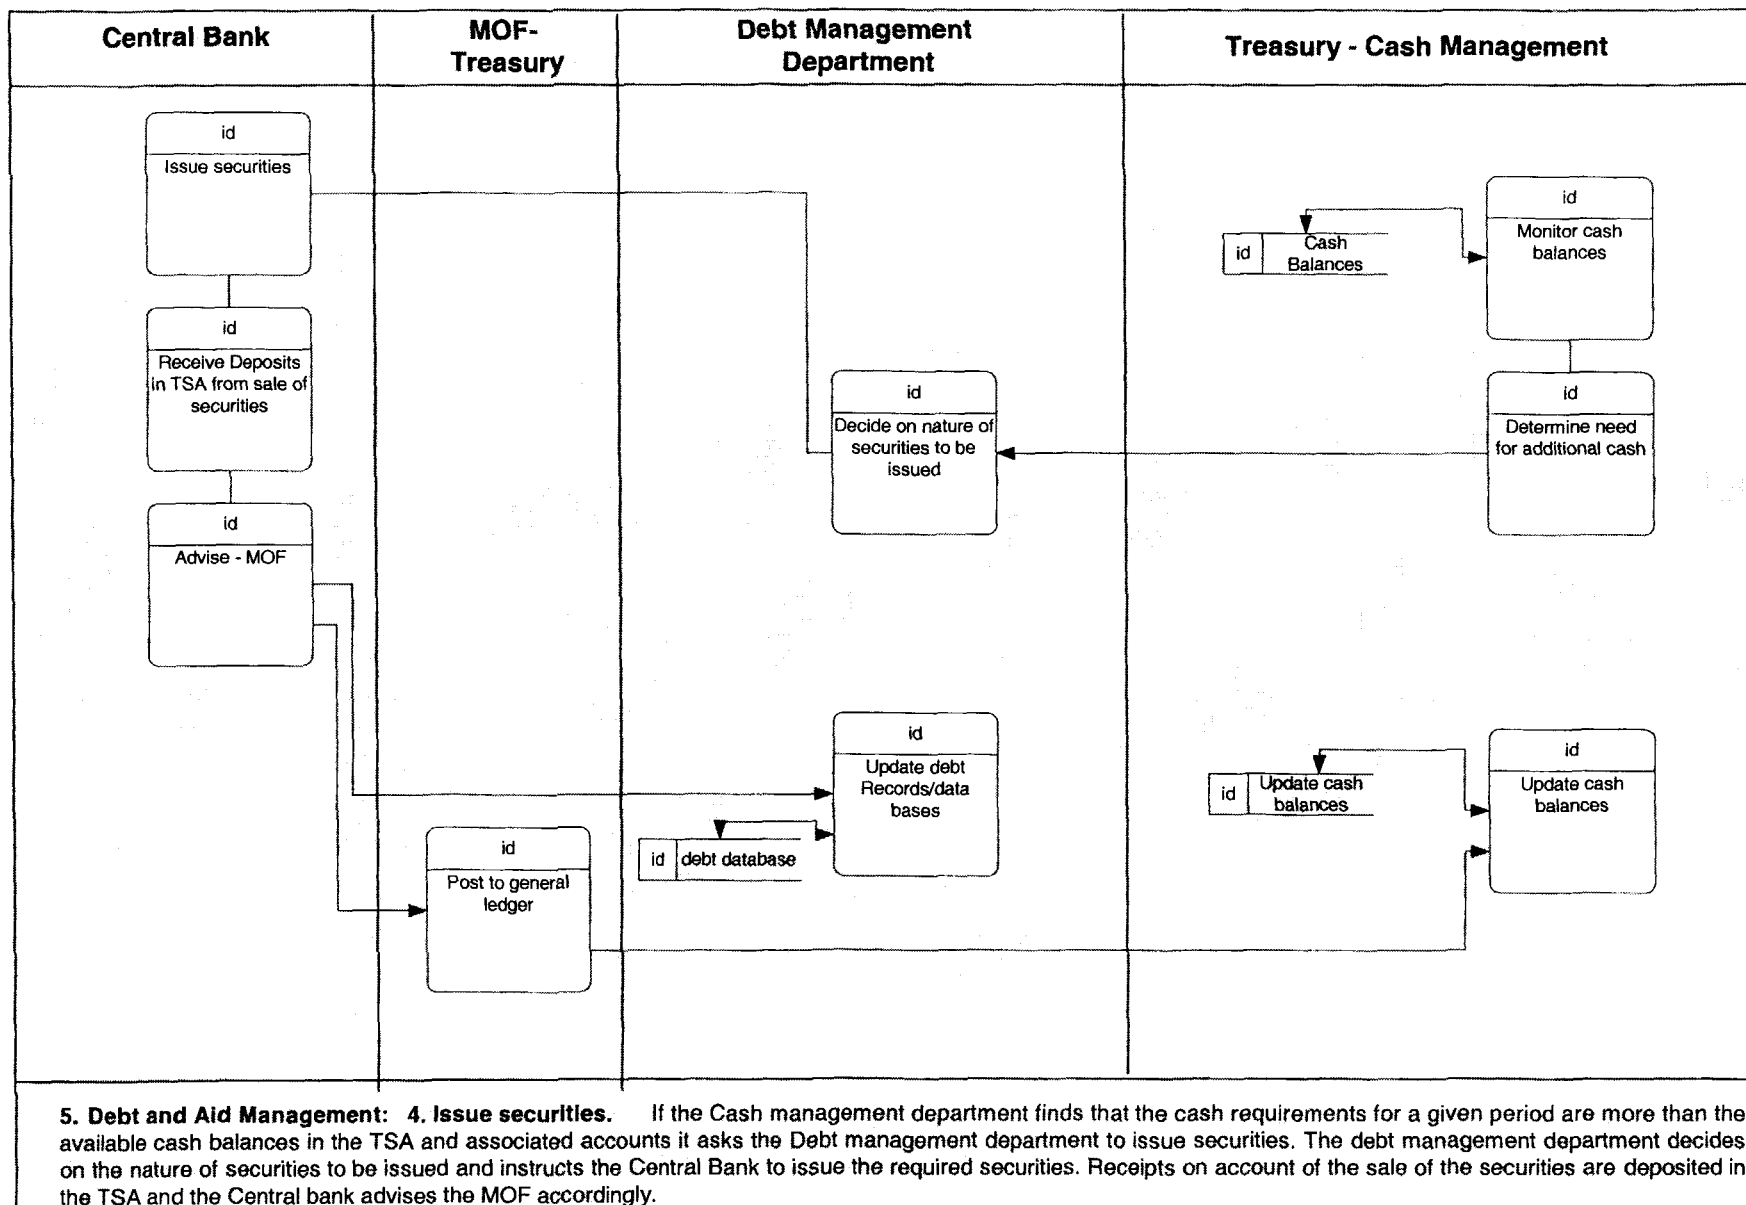 Central Bank
MOF-
Treasury
Debt Management
Department
Treasury - Cash Management
id
Issue securities
id
Receive Deposits
in TSA from sale of
securities
id
Advise - MOF
id
Post to general
ledger
id
Decide on nature of
securities to be
issued
id
Update debt
Records/data
bases
id
debt database
id
Cash
Balances
id
Monitor cash
balances
id
Determine need
for additional cash
id
Update cash
balances
id
Update cash
balances
5. Debt and Aid Management: 4. Issue securities. If the Cash management department finds that the cash requirements for a given period are more than the
available cash balances in the TSA and associated accounts it asks the Debt management department to issue securities. The debt management department decides
on the nature of securities to be issued and instructs the Central Bank to issue the required securities. Receipts on account of the sale of the securities are deposited in
the TSA and the Central bank advises the MOF accordingly.